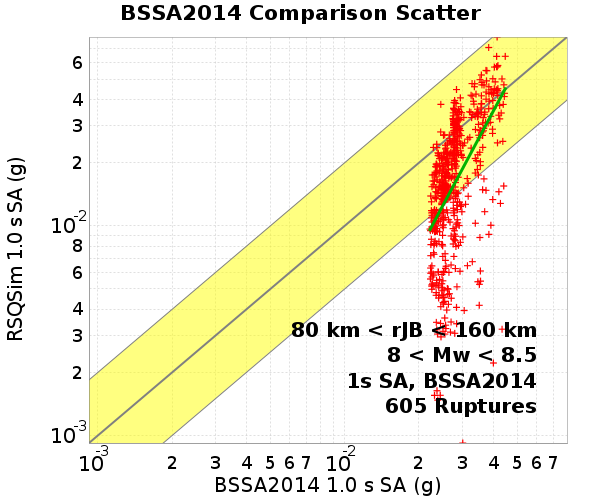 BSSA2014 Comparison Scatter
RSQSim 1.0 s SA (g)
6
4
3
2
10^-2
8
6
4
3
2
10^-3
80 km < rJB < 160 km
8 < Mw < 8.5
1s SA, BSSA2014
605 Ruptures
10^-3 2 3 4 5 6 7 10^-2 2 3 4 5 6 7
BSSA2014 1.0 s SA (g)